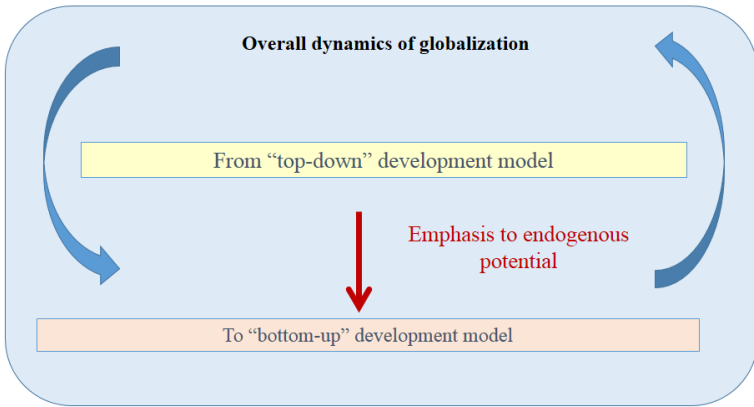 Overall dynamics of globalization
From “top-down” development model
Emphasis to endogenous
potential
To “bottom-up” development model